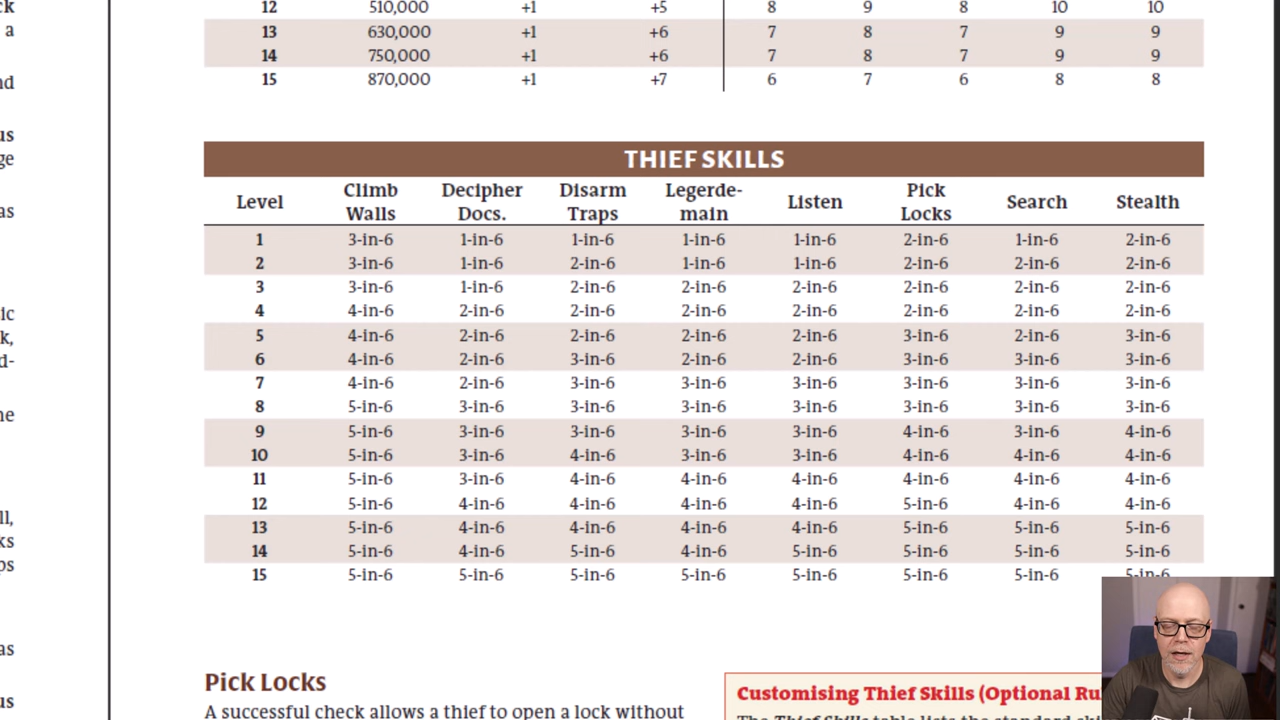 ck
a
nd
us
ge
as
ic
k,
d-
ne
ll,
ks
ps
as
us
12 510,000 +1 +5 8 9 8 10 10
13 630,000 +1 +6 7 8 7 9 9
14 750,000 +1 +6 7 8 7 9 9
15 870,000 +1 +7 6 7 6 8 8
THIEF SKILLS
Level Climb Walls Decipher Docs. Disarm Traps Legerde-main Listen Pick Locks Search Stealth
1 3-in-6 1-in-6 1-in-6 1-in-6 1-in-6 2-in-6 1-in-6 2-in-6
2 3-in-6 1-in-6 2-in-6 1-in-6 1-in-6 2-in-6 2-in-6 2-in-6
3 3-in-6 1-in-6 2-in-6 2-in-6 2-in-6 2-in-6 2-in-6 2-in-6
4 4-in-6 2-in-6 2-in-6 2-in-6 2-in-6 2-in-6 2-in-6 2-in-6
5 4-in-6 2-in-6 2-in-6 2-in-6 2-in-6 3-in-6 2-in-6 3-in-6
6 4-in-6 2-in-6 3-in-6 2-in-6 2-in-6 3-in-6 3-in-6 3-in-6
7 4-in-6 2-in-6 3-in-6 3-in-6 3-in-6 3-in-6 3-in-6 3-in-6
8 5-in-6 3-in-6 3-in-6 3-in-6 3-in-6 3-in-6 3-in-6 3-in-6
9 5-in-6 3-in-6 3-in-6 3-in-6 3-in-6 4-in-6 3-in-6 4-in-6
10 5-in-6 3-in-6 4-in-6 3-in-6 3-in-6 4-in-6 4-in-6 4-in-6
11 5-in-6 3-in-6 4-in-6 4-in-6 4-in-6 4-in-6 4-in-6 4-in-6
12 5-in-6 4-in-6 4-in-6 4-in-6 4-in-6 5-in-6 4-in-6 4-in-6
13 5-in-6 4-in-6 4-in-6 4-in-6 4-in-6 5-in-6 5-in-6 5-in-6
14 5-in-6 4-in-6 5-in-6 4-in-6 5-in-6 5-in-6 5-in-6 5-in-6
15 5-in-6 5-in-6 5-in-6 5-in-6 5-in-6 5-in-6 5-in-6 5-in-6
Pick Locks
A successful check allows a thief to open a lock without
Customising Thief Skills (Optional Ru
The Thief Skills table lists the standard